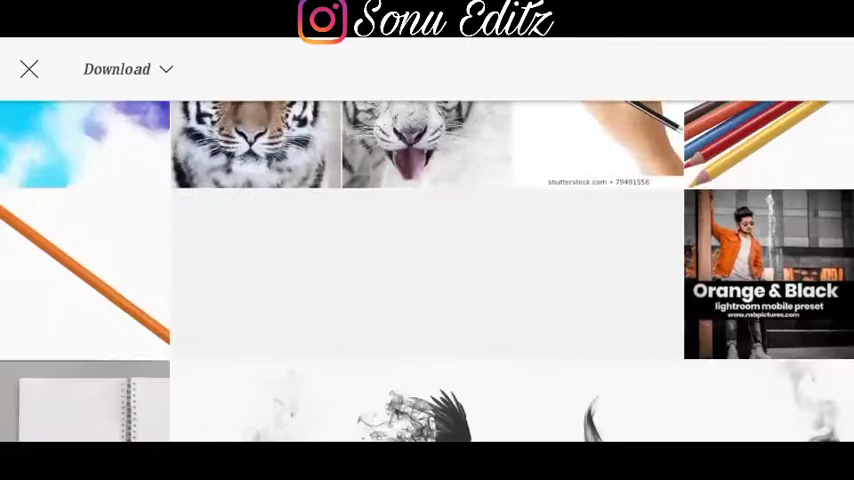 Sonu Editz
Download
shutterstock.com • 79491556
Orange & Black
lightroom mobile preset
www.nsbpictures.com